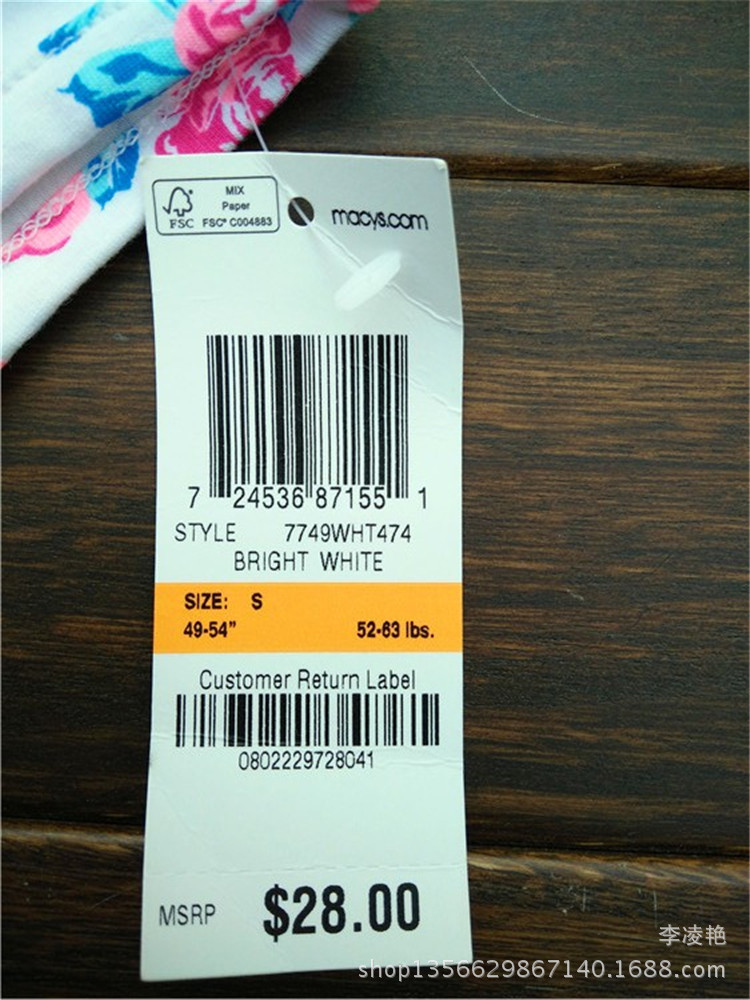 MIX
Paper
FSC® C004883
FSC
macys.com
7 24536 87155 1
STYLE 7749WHT474
BRIGHT WHITE
SIZE: S
49-54" 52-63 lbs.
Customer Return Label
0802229728041
MSRP $28.00
李凌艳
shop1356629867140.1688.com